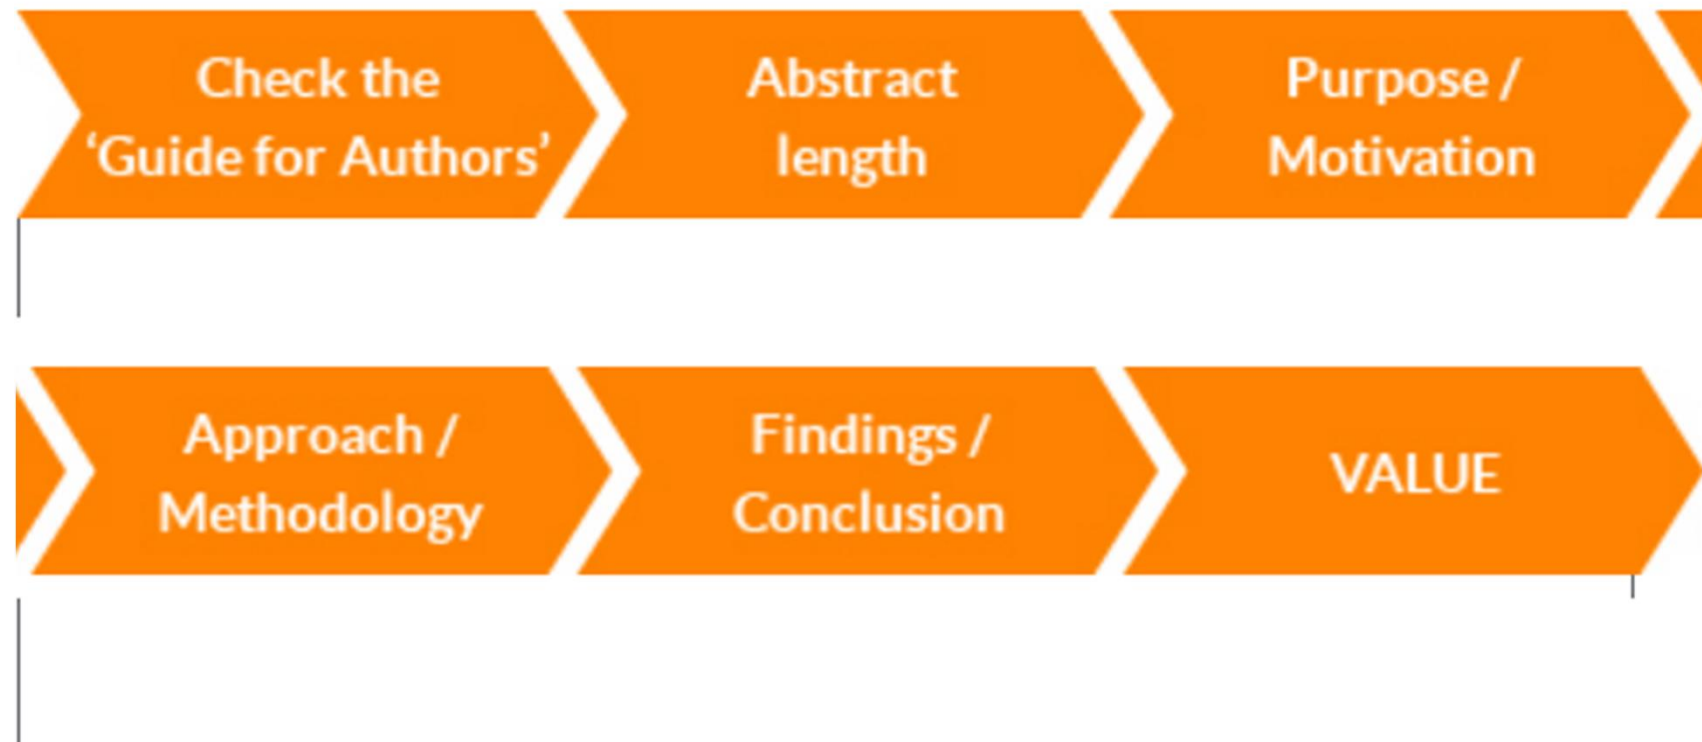 Check the
‘Guide for Authors’
Abstract
length
Purpose /
Motivation
Approach /
Methodology
Findings /
Conclusion
VALUE